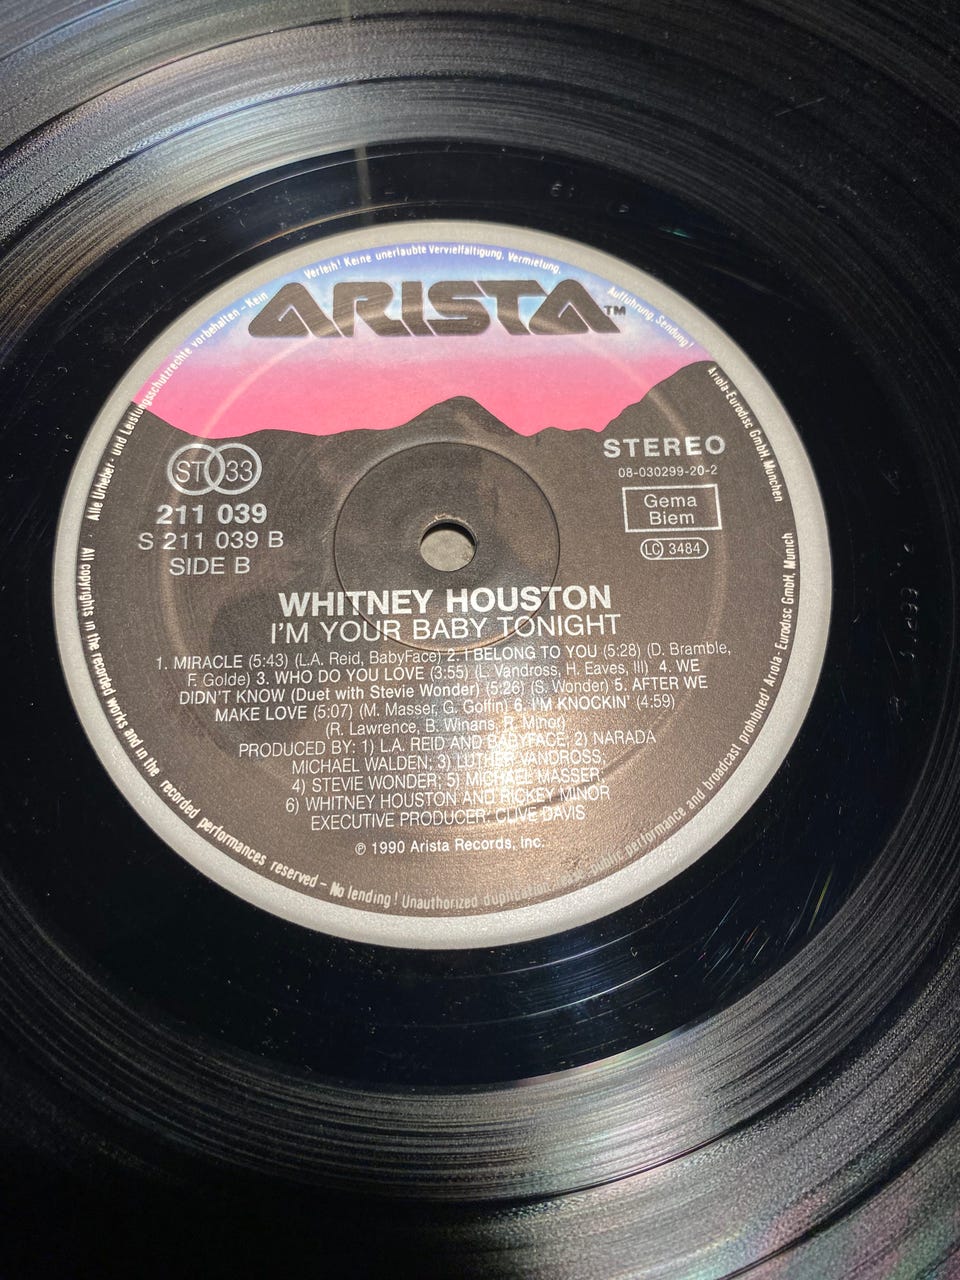 Alle Urheber- und Leistungsschutzrechte vorbehalten - Kein Verleih! Keine unerlaubte Vervielfältigung, Vermietung, Aufführung, Sendung!
ARISTA™
Ariola-Eurodisc GmbH Munchen
ST 33
STEREO
08-030299-20-2
211 039
Gema
Biem
S 211 039 B
LC 3484
SIDE B
WHITNEY HOUSTON
I'M YOUR BABY TONIGHT
1. MIRACLE (5:43) (L.A. Reid, BabyFace) 2. I BELONG TO YOU (5:28) (D. Bramble,
F. Golde) 3. WHO DO YOU LOVE (3:55) (L. Vandross, H. Eaves, III) 4. WE
DIDN'T KNOW (Duet with Stevie Wonder) (5:26) (S. Wonder) 5. AFTER WE
MAKE LOVE (5:07) (M. Masser, G. Goffin) 6. I'M KNOCKIN' (4:59)
(R. Lawrence, B. Winans, R. Minor)
PRODUCED BY: 1) L.A. REID AND BABYFACE; 2) NARADA
MICHAEL WALDEN; 3) LUTHER VANDROSS;
4) STEVIE WONDER; 5) MICHAEL MASSER;
6) WHITNEY HOUSTON AND RICKEY MINOR
EXECUTIVE PRODUCER: CLIVE DAVIS
℗ 1990 Arista Records, Inc.
All copyrights in the recorded works and in the recorded performances reserved - No lending! Unauthorized duplication, public performance and broadcast prohibited! Ariola-Eurodisc GmbH, Munich